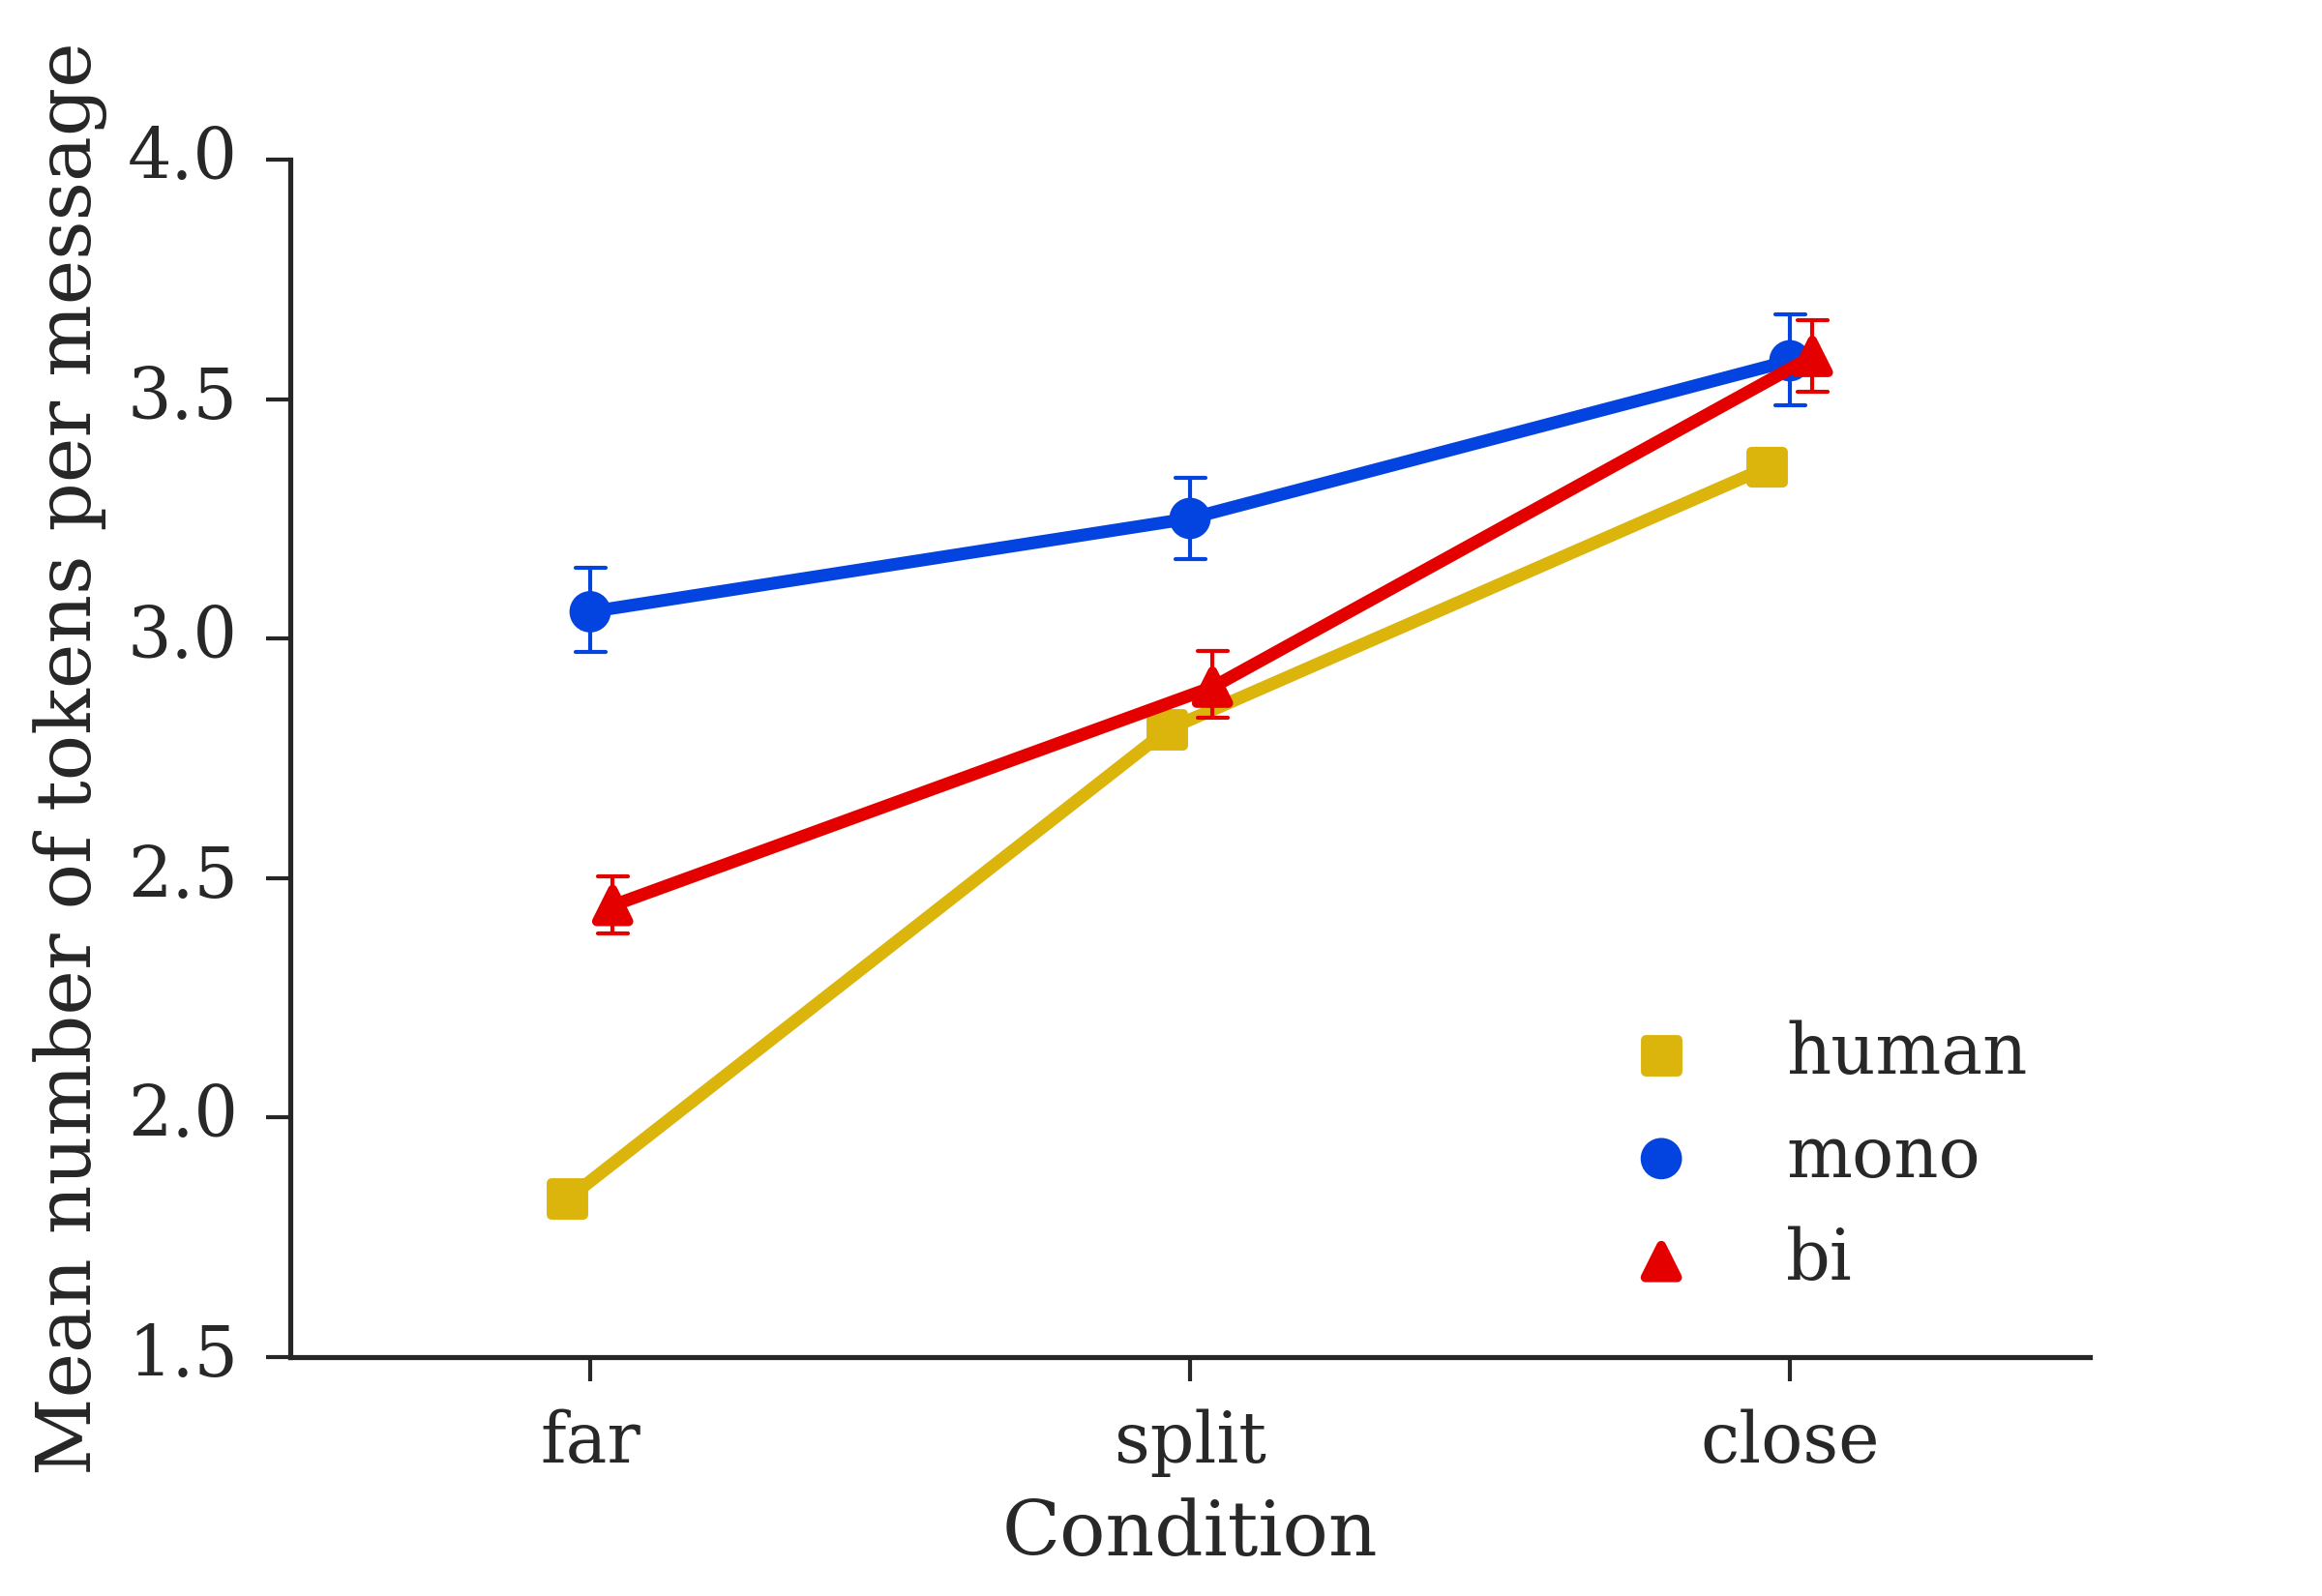 Mean number of tokens per message
4.0
3.5
3.0
2.5
2.0
1.5
far
split
close
Condition
human
mono
bi